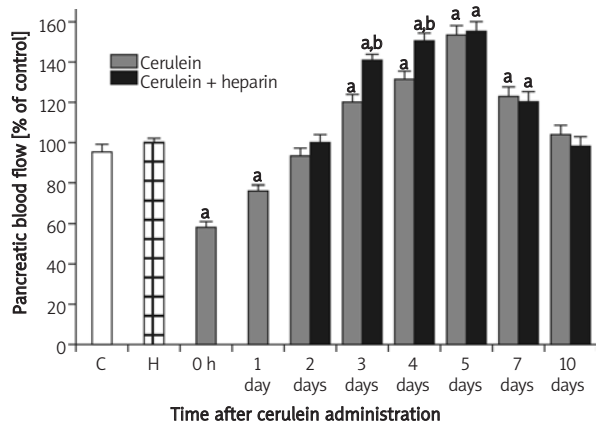 Pancreatic blood flow [% of control]
160
140
120
100
80
60
40
20
0
Cerulein
Cerulein + heparin
a
a
a
a,b
a
a,b
a
a
a
a
C H 0 h 1 2 3 4 5 7 10
day days days days days days days
Time after cerulein administration